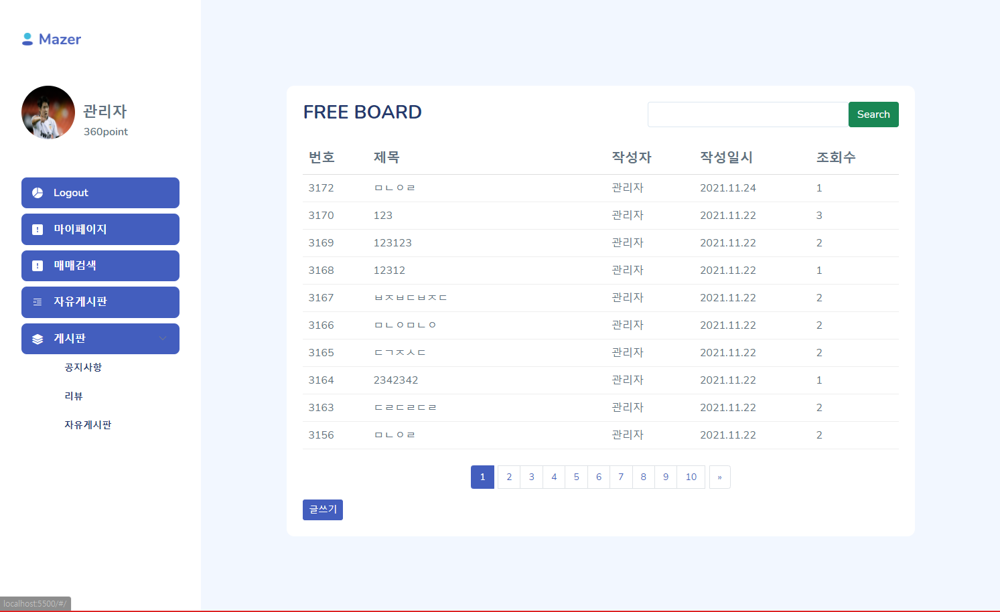 Mazer
관리자
360point
Logout
마이페이지
매매검색
자유게시판
게시판
공지사항
리뷰
자유게시판
FREE BOARD
Search
번호 제목 작성자 작성일시 조회수
3172 ㅁㄴㅇㄹ 관리자 2021.11.24 1
3170 123 관리자 2021.11.22 3
3169 123123 관리자 2021.11.22 2
3168 12312 관리자 2021.11.22 1
3167 ㅂㅈㅂㄷㅂㅈㄷ 관리자 2021.11.22 2
3166 ㅁㄴㅇㅁㄴㅇ 관리자 2021.11.22 2
3165 ㄷㄱㅈㅅㄷ 관리자 2021.11.22 2
3164 2342342 관리자 2021.11.22 1
3163 ㄷㄹㄷㄹㄷㄹ 관리자 2021.11.22 2
3156 ㅁㄴㅇㄹ 관리자 2021.11.22 2
1 2 3 4 5 6 7 8 9 10 »
글쓰기
localhost:5500/#/